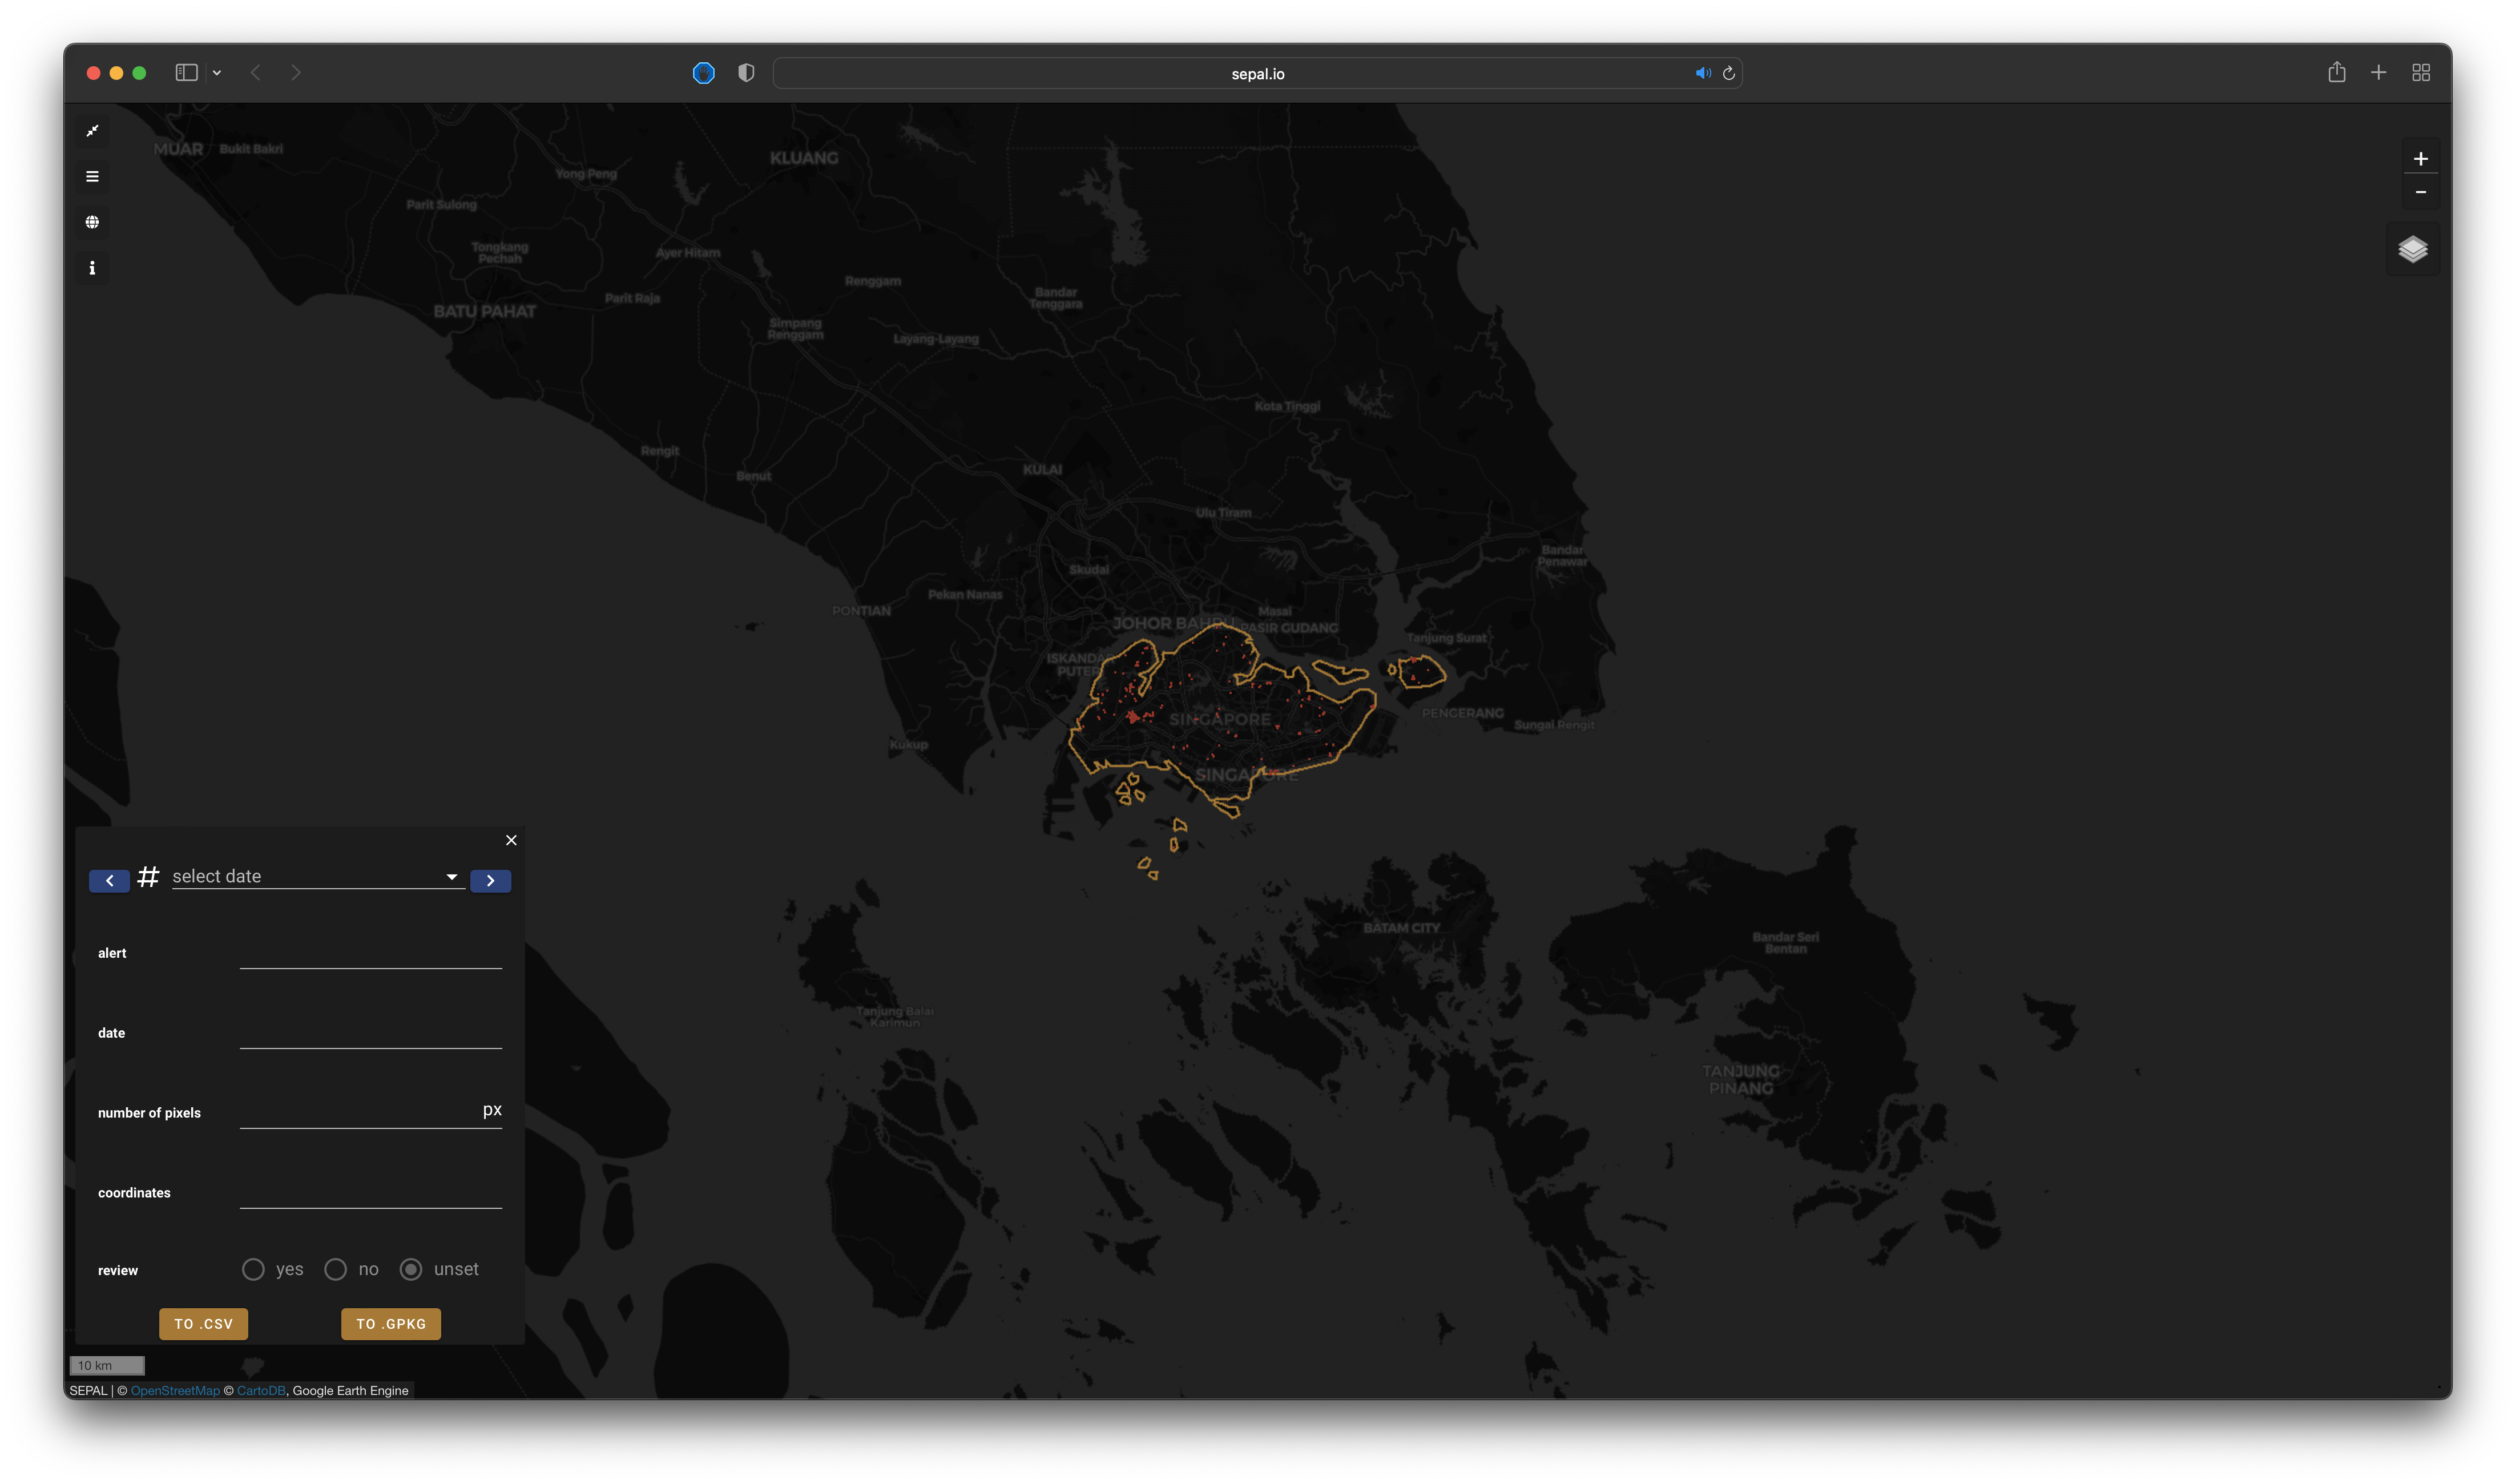 sepal.io
MUAR
Bukit Bakri
KLUANG
Yong Peng
Parit Sulong
Tongkang
Pechah
Ayer Hitam
Renggam
Bandar
Tenggara
Parit Raja
BATU PAHAT
Simpang
Renggam
Layang-Layang
Kota Tinggi
Rengit
Benut
KULAI
Ulu Tiram
Bandar
Penawar
Skudai
Pekan Nanas
PONTIAN
Masai
JOHOR BAHRU
PASIR GUDANG
Tanjung Surat
ISKANDAR
PUTERI
SINGAPORE
PENGERANG
Sungai Rengit
Kukup
SINGAPORE
BATAM CITY
Bandar Seri
Bentan
Tanjung Balai
Karimun
TANJUNG
PINANG
# select date
alert
date
number of pixels px
coordinates
review yes no unset
TO .CSV TO .GPKG
10 km
SEPAL | © OpenStreetMap © CartoDB, Google Earth Engine